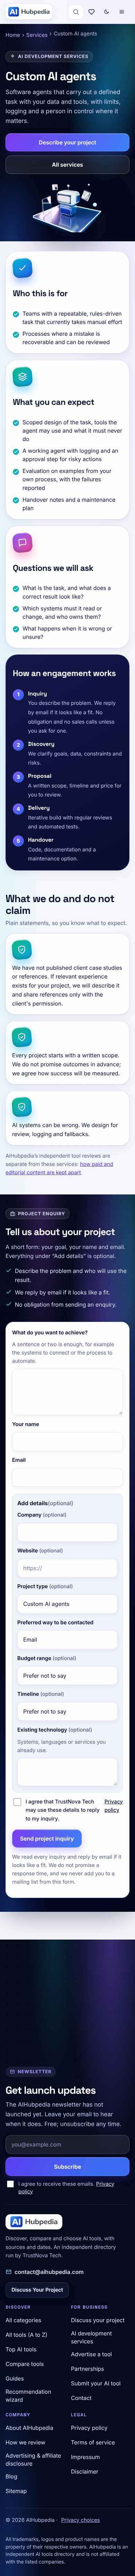 AI Hubpedia
Home › Services › Custom AI agents
AI DEVELOPMENT SERVICES
Custom AI agents
Software agents that carry out a defined
task with your data and tools, with limits,
logging and a person in control where it
matters.
Describe your project
All services
Who this is for
Teams with a repeatable, rules-driven
task that currently takes manual effort
Processes where a mistake is
recoverable and can be reviewed
What you can expect
Scoped design of the task, tools the
agent may use and what it must never
do
A working agent with logging and an
approval step for risky actions
Evaluation on examples from your
own process, with the failures
reported
Handover notes and a maintenance
plan
Questions we will ask
What is the task, and what does a
correct result look like?
Which systems must it read or
change, and who owns them?
What happens when it is wrong or
unsure?
How an engagement works
1
Inquiry
You describe the problem. We reply
by email if it looks like a fit. No
obligation and no sales calls unless
you ask for one.
2
Discovery
We clarify goals, data, constraints and
risks.
3
Proposal
A written scope, timeline and price for
you to review.
4
Delivery
Iterative build with regular reviews
and automated tests.
5
Handover
Code, documentation and a
maintenance option.
What we do and do not
claim
Plain statements, so you know what to expect.
We have not published client case studies
or references. If relevant experience
exists for your project, we will describe it
and share references only with the
client's permission.
Every project starts with a written scope.
We do not promise outcomes in advance;
we agree how success will be measured.
AI systems can be wrong. We design for
review, logging and fallbacks.
AiHubpedia's independent tool reviews are
separate from these services: how paid and
editorial content are kept apart.
PROJECT ENQUIRY
Tell us about your project
A short form: your goal, your name and email.
Everything under "Add details" is optional.
Describe the problem and who will use the
result.
We reply by email if it looks like a fit.
No obligation from sending an enquiry.
What do you want to achieve?
A sentence or two is enough, for example
the systems to connect or the process to
automate.
Your name
Email
Add details(optional)
Company (optional)
Website (optional)
https://
Project type (optional)
Custom AI agents
Preferred way to be contacted
Email
Budget range (optional)
Prefer not to say
Timeline (optional)
Prefer not to say
Existing technology (optional)
Systems, languages or services you
already use.
I agree that TrustNova Tech may use these details to reply to my inquiry. Privacy policy
Send project inquiry
We read every inquiry and reply by email if it
looks like a fit. We do not promise a
response time, and we never add you to a
mailing list from this form.
NEWSLETTER
Get launch updates
The AIHubpedia newsletter has not
launched yet. Leave your email to hear
when it does. Free; unsubscribe any time.
you@example.com
Subscribe
I agree to receive these emails. Privacy
policy
AI Hubpedia
Discover, compare and choose AI tools, with
sources and dates. An independent directory
run by TrustNova Tech.
contact@aihubpedia.com
Discuss Your Project
DISCOVER
All categories
All tools (A to Z)
Top AI tools
Compare tools
Guides
Recommendation
wizard
FOR BUSINESS
Discuss your project
AI development
services
Advertise a tool
Partnerships
Submit your AI tool
Contact
COMPANY
About AIHubpedia
How we review
Advertising & affiliate
disclosure
Blog
Sitemap
LEGAL
Privacy policy
Terms of service
Impressum
Disclaimer
© 2026 AIHubpedia · Privacy choices
All trademarks, logos and product names are the
property of their respective owners. AIHubpedia is
an independent AI tools directory and is not affiliated
with the listed companies.